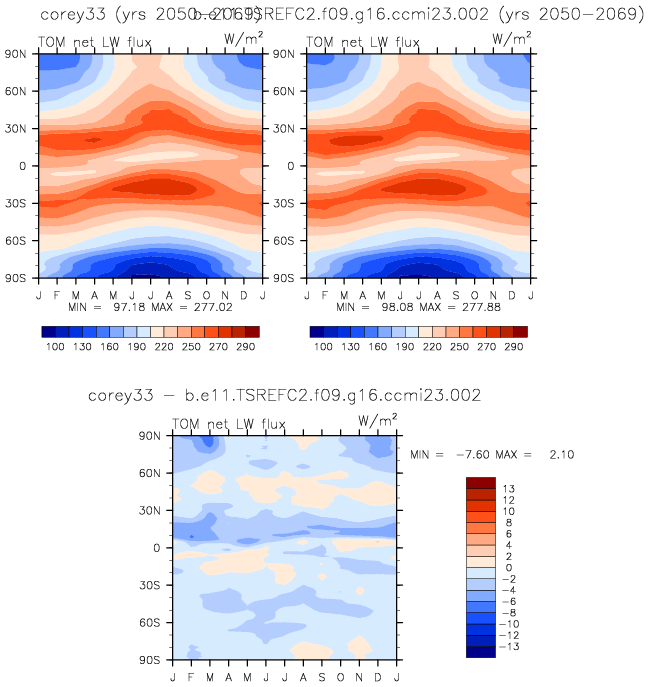 corey33 (yrs 2050-2069) b.e11.TSREFC2.f09.g16.ccmi23.002 (yrs 2050-2069)
TOM net LW flux W/m² TOM net LW flux W/m²
90N 90N
60N 60N
30N 30N
0 0
30S 30S
60S 60S
90S 90S
J F M A M J J A S O N D J J F M A M J J A S O N D J
MIN = 97.18 MAX = 277.02 MIN = 98.08 MAX = 277.88
100 130 160 190 220 250 270 290 100 130 160 190 220 250 270 290
corey33 - b.e11.TSREFC2.f09.g16.ccmi23.002
TOM net LW flux W/m²
MIN = -7.60 MAX = 2.10
90N
60N
30N
0
30S
60S
90S
J F M A M J J A S O N D J
13
12
10
8
6
4
2
0
-2
-4
-6
-8
-10
-12
-13